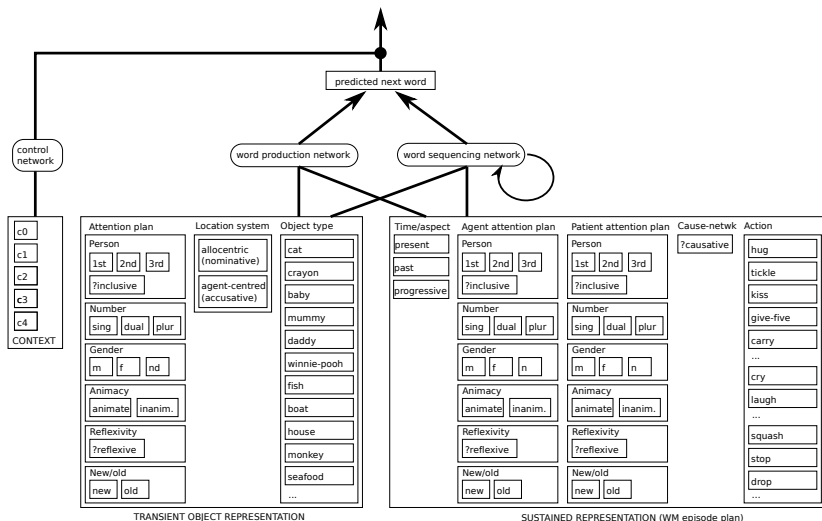 predicted next word
control
network
word production network
word sequencing network
c0
c1
c2
c3
c4
CONTEXT
Attention plan
Person
1st 2nd 3rd
?inclusive
Number
sing dual plur
Gender
m f nd
Animacy
animate inanim.
Reflexivity
?reflexive
New/old
new old
Location system
allocentric
(nominative)
agent-centred
(accusative)
Object type
cat
crayon
baby
mummy
daddy
winnie-pooh
fish
boat
house
monkey
seafood
...
TRANSIENT OBJECT REPRESENTATION
Time/aspect
present
past
progressive
Agent attention plan
Person
1st 2nd 3rd
?inclusive
Number
sing dual plur
Gender
m f n
Animacy
animate inanim.
Reflexivity
?reflexive
New/old
new old
Patient attention plan
Person
1st 2nd 3rd
?inclusive
Number
sing dual plur
Gender
m f n
Animacy
animate inanim.
Reflexivity
?reflexive
New/old
new old
Cause-netwk
?causative
Action
hug
tickle
kiss
give-five
carry
...
cry
laugh
...
squash
stop
drop
...
SUSTAINED REPRESENTATION (WM episode plan)